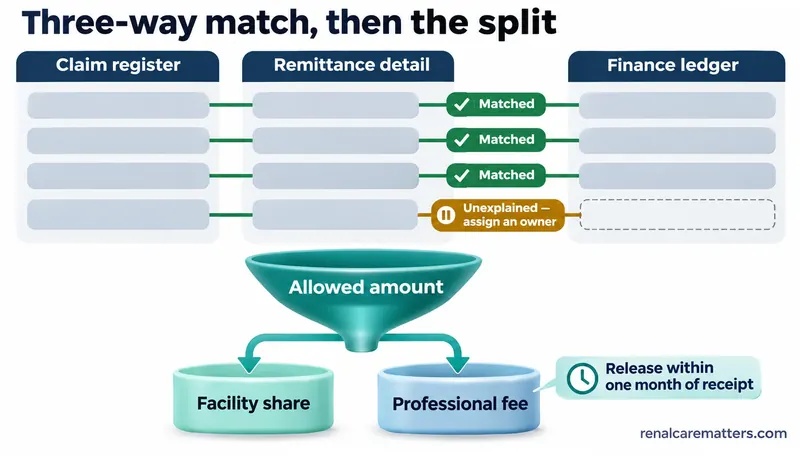 Three-way match, then the split
Claim register
Remittance detail
Finance ledger
Matched
Matched
Matched
Unexplained —
assign an owner
Allowed amount
Facility share
Professional fee
Release within
one month of receipt
renalcarematters.com